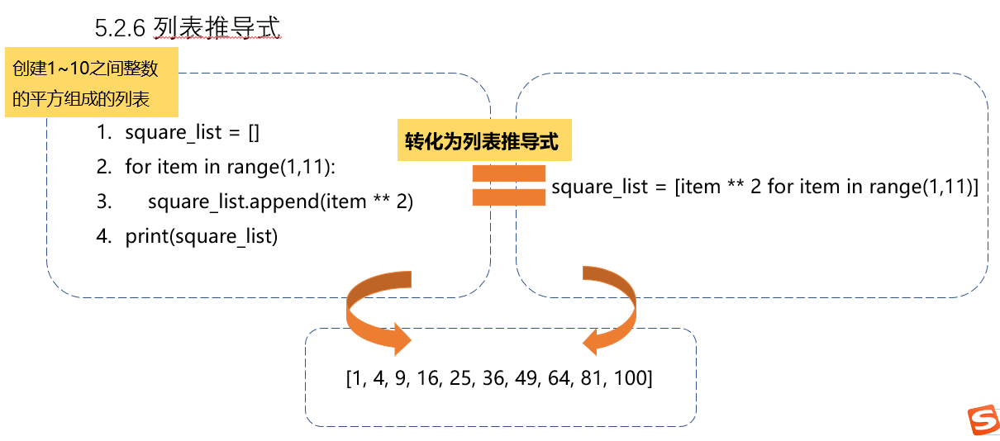 5.2.6 列表推导式
创建1~10之间整数
的平方组成的列表
1. square_list = []
2. for item in range(1,11):
3. square_list.append(item ** 2)
4. print(square_list)
转化为列表推导式
square_list = [item ** 2 for item in range(1,11)]
[1, 4, 9, 16, 25, 36, 49, 64, 81, 100]
S